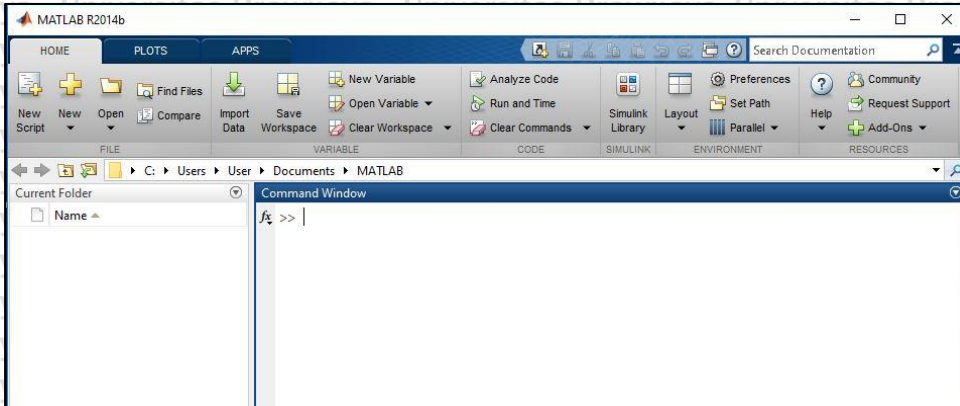 MATLAB R2014b
HOME PLOTS APPS Search Documentation
New Script New Open Find Files Compare Import Data Save Workspace New Variable Open Variable Clear Workspace Analyze Code Run and Time Clear Commands Simulink Library Layout Preferences Set Path Parallel Help Community Request Support Add-Ons
FILE VARIABLE CODE SIMULINK ENVIRONMENT RESOURCES
C: Users User Documents MATLAB
Current Folder Command Window
Name fx >>